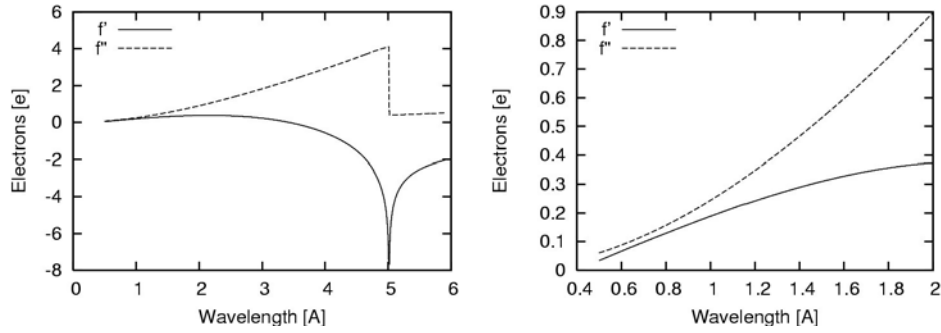 f'
f''
Electrons [e]
6
4
2
0
-2
-4
-6
-8
0 1 2 3 4 5 6
Wavelength [A]
f'
f''
Electrons [e]
0.9
0.8
0.7
0.6
0.5
0.4
0.3
0.2
0.1
0
0.4 0.6 0.8 1 1.2 1.4 1.6 1.8 2
Wavelength [A]